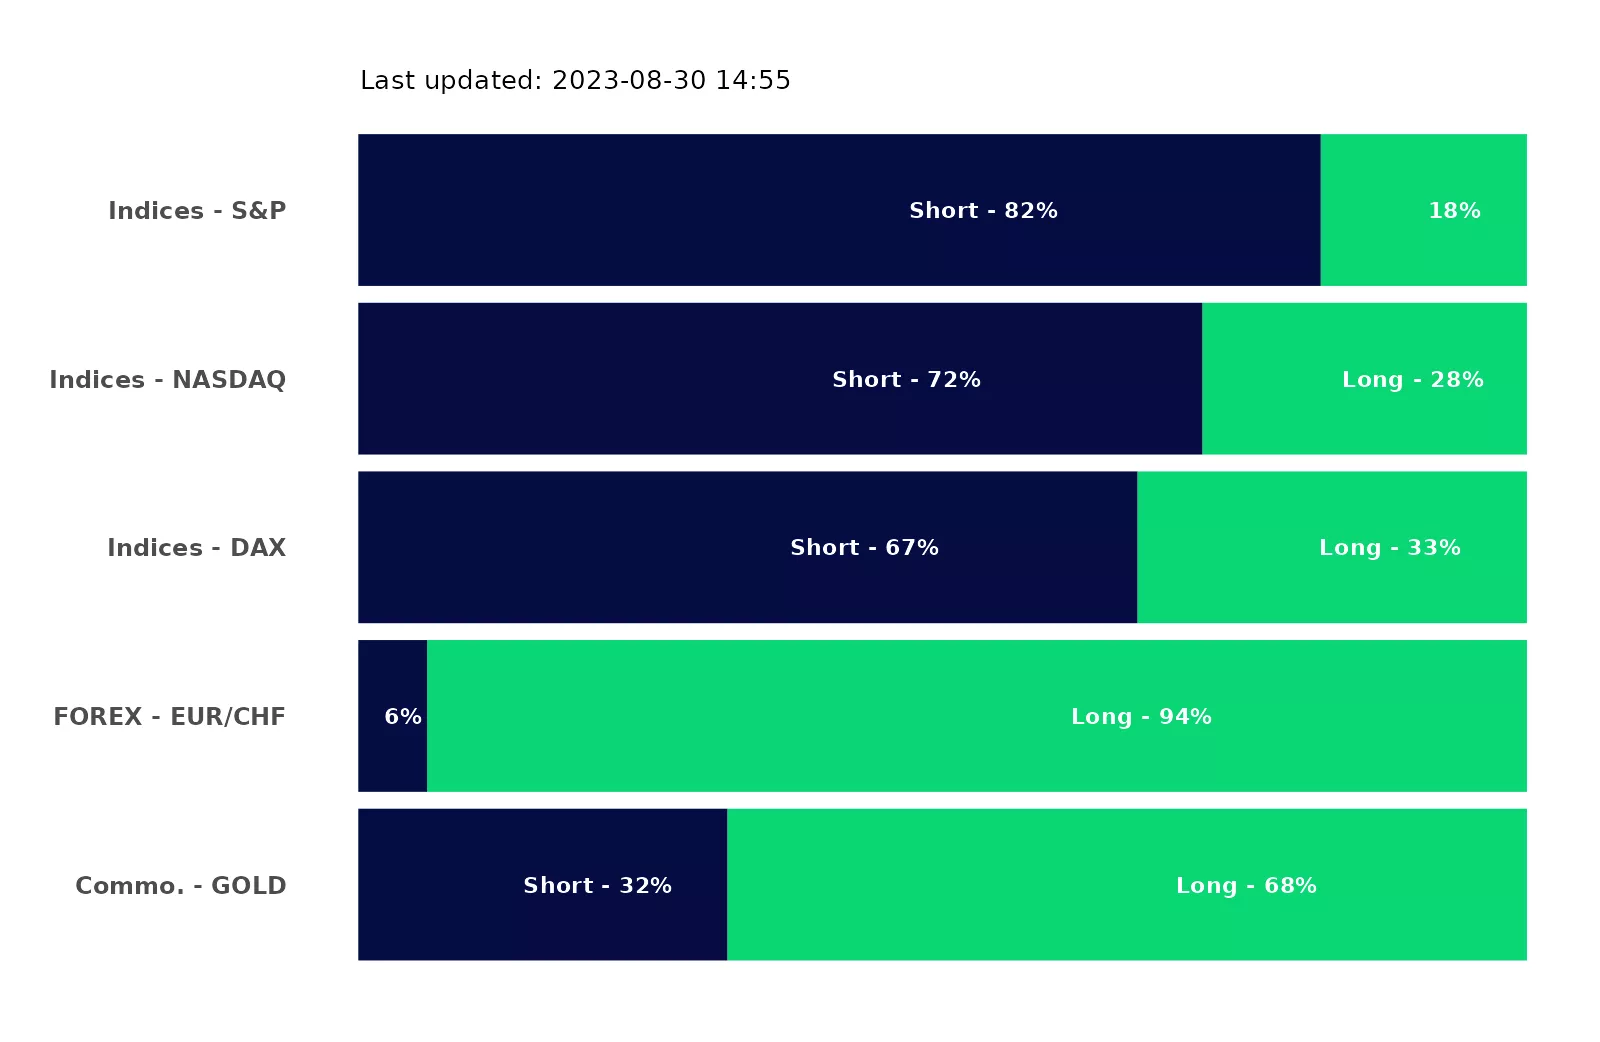 Last updated: 2023-08-30 14:55
Indices - S&P Short - 82% 18%
Indices - NASDAQ Short - 72% Long - 28%
Indices - DAX Short - 67% Long - 33%
FOREX - EUR/CHF 6% Long - 94%
Commo. - GOLD Short - 32% Long - 68%